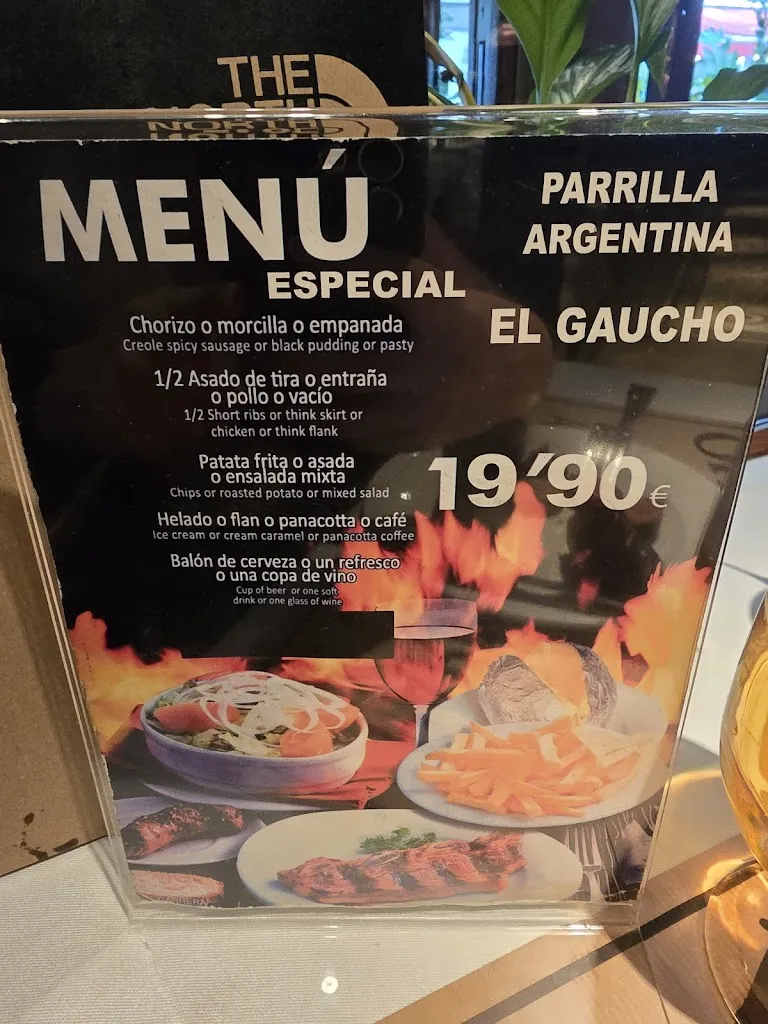 THE
NORTH
MENÚ
ESPECIAL
PARRILLA
ARGENTINA
EL GAUCHO
Chorizo o morcilla o empanada
Creole spicy sausage or black pudding or pasty
1/2 Asado de tira o entraña
o pollo o vacío
1/2 Short ribs or think skirt or
chicken or think flank
Patata frita o asada
o ensalada mixta
Chips or roasted potato or mixed salad
19´90€
Helado o flan o panacotta o café
Ice cream or cream caramel or panacotta coffee
Balón de cerveza o un refresco
o una copa de vino
Cup of beer or one soft
drink or one glass of wine